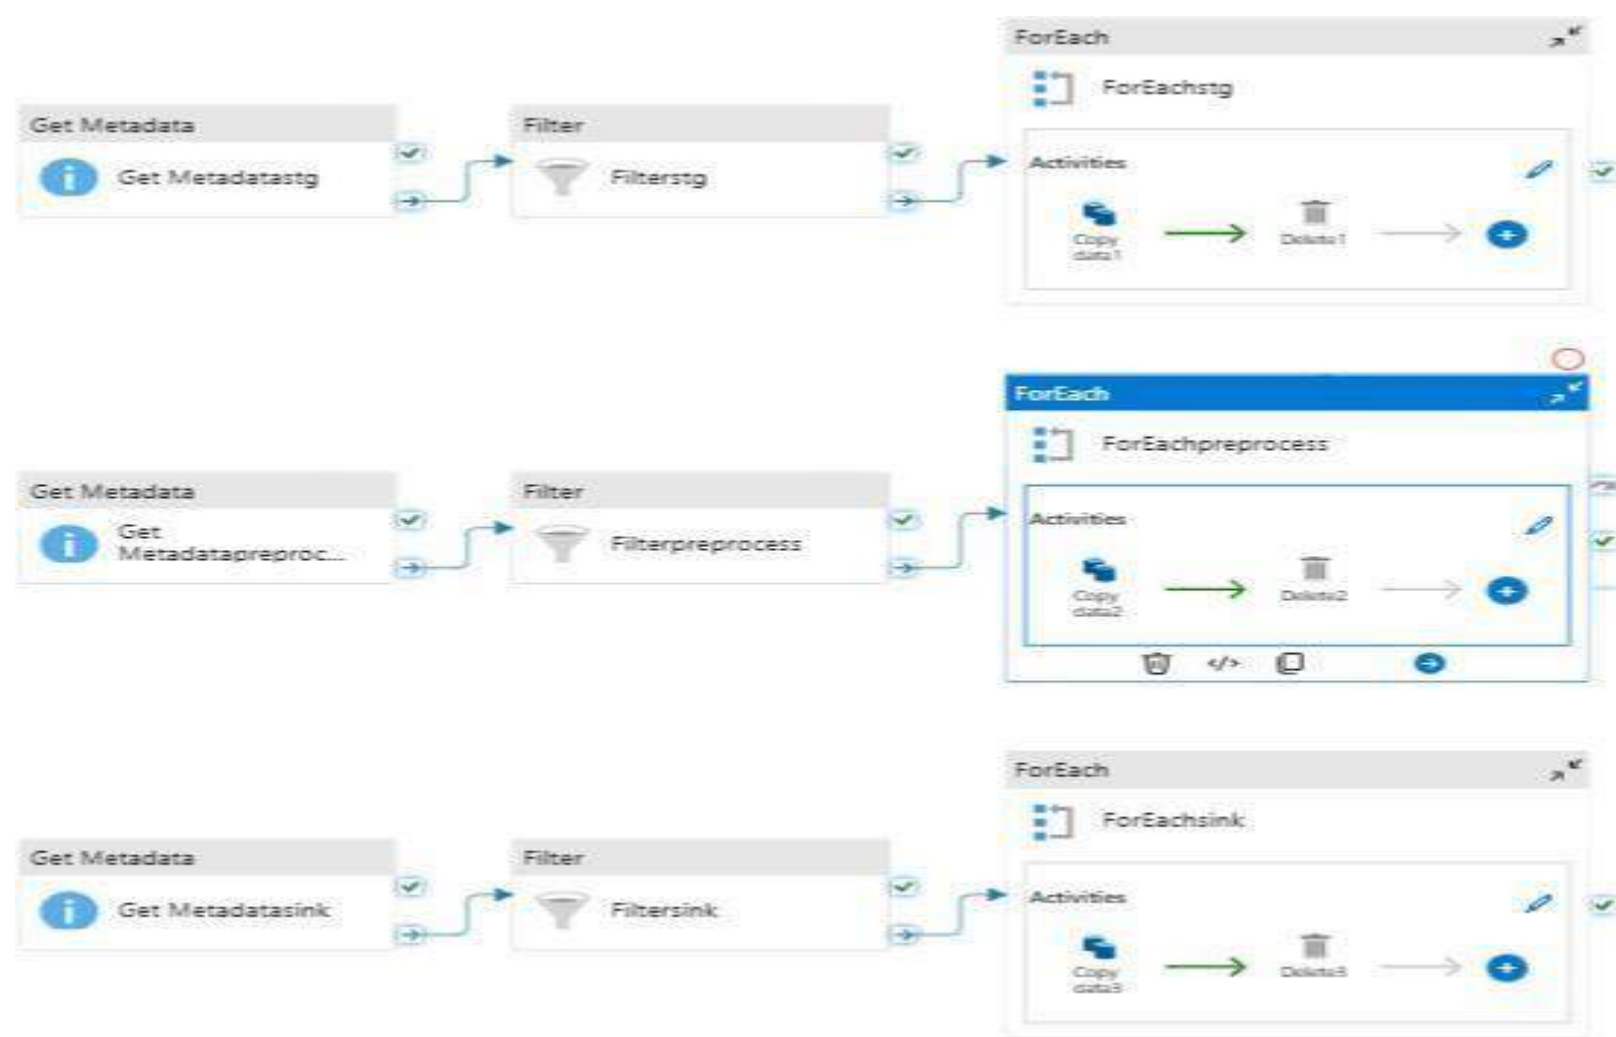 ForEach
ForEachstg
Get Metadata
Filter
Get Metadatastg
Filterstg
Activities
Copy
data1
Delete1
ForEach
ForEachpreprocess
Get Metadata
Filter
Get
Metadatapreproc...
Filterpreprocess
Activities
Copy
data2
Delete2
ForEach
ForEachsink
Get Metadata
Filter
Get Metadatasink
Filtersink
Activities
Copy
data3
Delete3